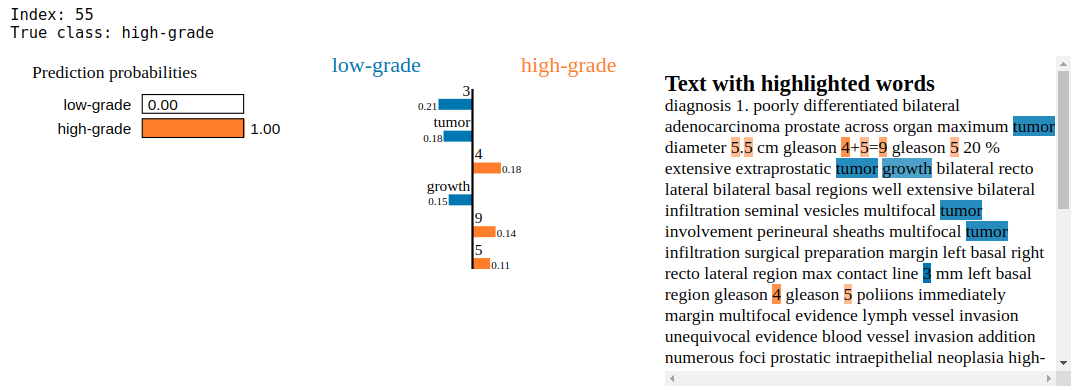 Index: 55
True class: high-grade
Prediction probabilities
low-grade 0.00
high-grade 1.00
low-grade high-grade
3
0.21
tumor
0.18
4
0.18
growth
0.15
9
0.14
5
0.11
Text with highlighted words
diagnosis 1. poorly differentiated bilateral
adenocarcinoma prostate across organ maximum tumor
diameter 5.5 cm gleason 4+5=9 gleason 5 20 %
extensive extraprostatic tumor growth bilateral recto
lateral bilateral basal regions well extensive bilateral
infiltration seminal vesicles multifocal tumor
involvement perineural sheaths multifocal tumor
infiltration surgical preparation margin left basal right
recto lateral region max contact line 3 mm left basal
region gleason 4 gleason 5 poliions immediately
margin multifocal evidence lymph vessel invasion
unequivocal evidence blood vessel invasion addition
numerous foci prostatic intraepithelial neoplasia high-